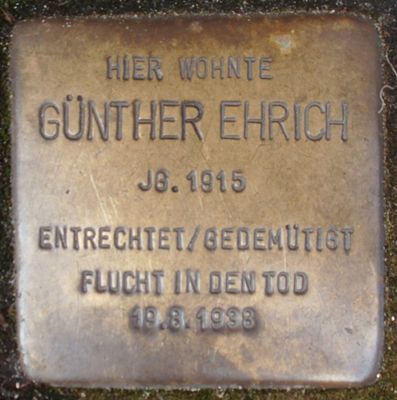 HIER WOHNTE
GÜNTHER EHRICH
JG. 1915
ENTRECHTET/GEDEMÜTIGT
FLUCHT IN DEN TOD
19.8.1938